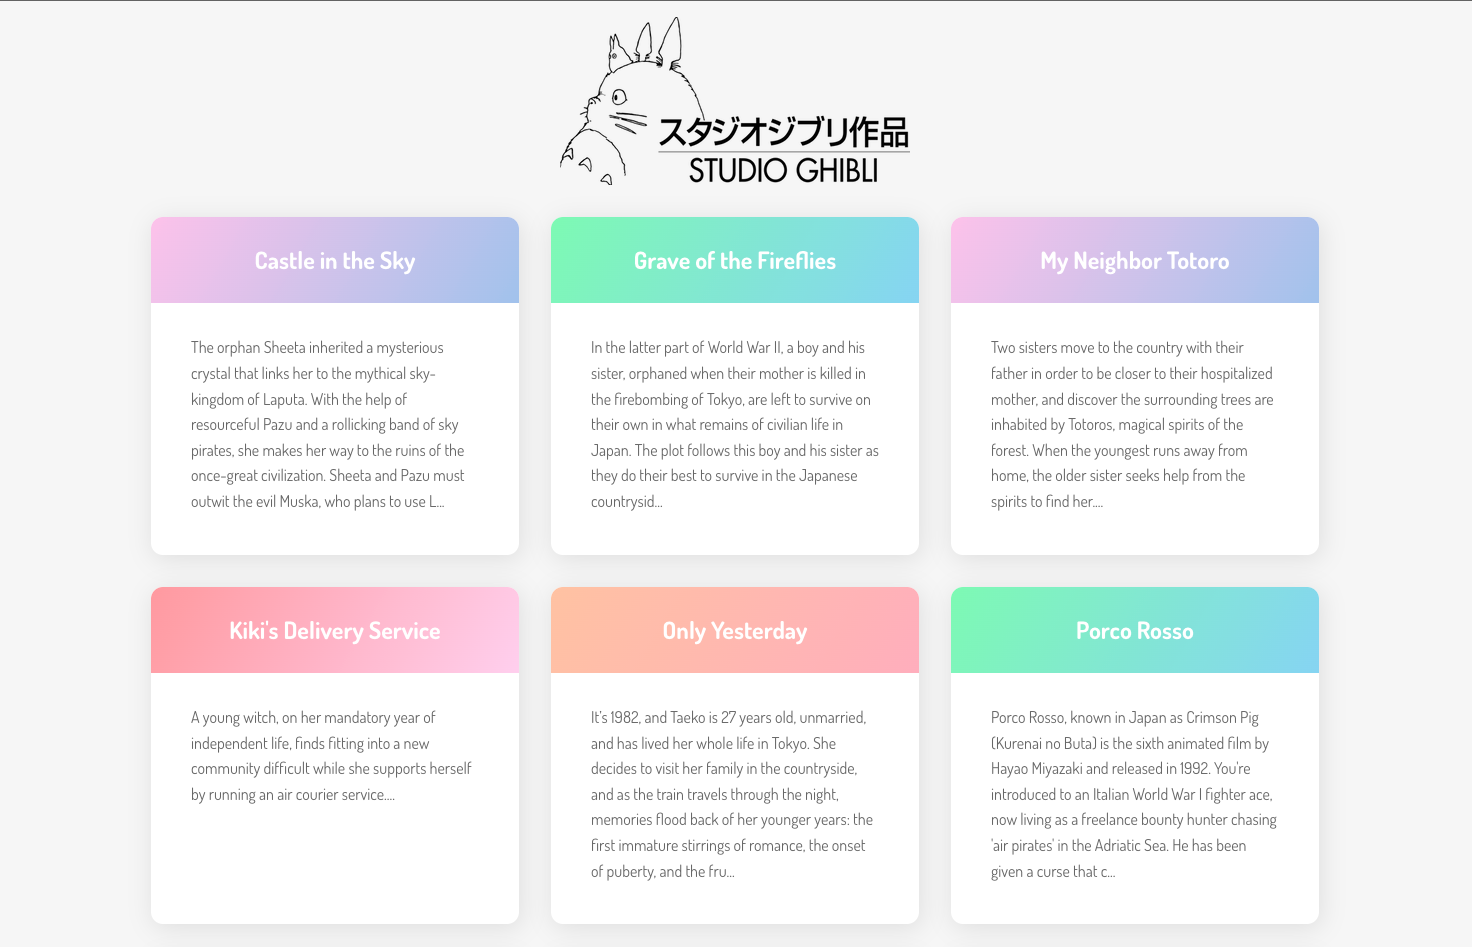 スタジオジブリ作品
STUDIO GHIBLI
Castle in the Sky
The orphan Sheeta inherited a mysterious
crystal that links her to the mythical sky-
kingdom of Laputa. With the help of
resourceful Pazu and a rollicking band of sky
pirates, she makes her way to the ruins of the
once-great civilization. Sheeta and Pazu must
outwit the evil Muska, who plans to use L...
Grave of the Fireflies
In the latter part of World War II, a boy and his
sister, orphaned when their mother is killed in
the firebombing of Tokyo, are left to survive on
their own in what remains of civilian life in
Japan. The plot follows this boy and his sister as
they do their best to survive in the Japanese
countrysid...
My Neighbor Totoro
Two sisters move to the country with their
father in order to be closer to their hospitalized
mother, and discover the surrounding trees are
inhabited by Totoros, magical spirits of the
forest. When the youngest runs away from
home, the older sister seeks help from the
spirits to find her....
Kiki's Delivery Service
A young witch, on her mandatory year of
independent life, finds fitting into a new
community difficult while she supports herself
by running an air courier service....
Only Yesterday
It's 1982, and Taeko is 27 years old, unmarried,
and has lived her whole life in Tokyo. She
decides to visit her family in the countryside,
and as the train travels through the night,
memories flood back of her younger years: the
first immature stirrings of romance, the onset
of puberty, and the fru...
Porco Rosso
Porco Rosso, known in Japan as Crimson Pig
(Kurenai no Buta) is the sixth animated film by
Hayao Miyazaki and released in 1992. You're
introduced to an Italian World War I fighter ace,
now living as a freelance bounty hunter chasing
'air pirates' in the Adriatic Sea. He has been
given a curse that c...